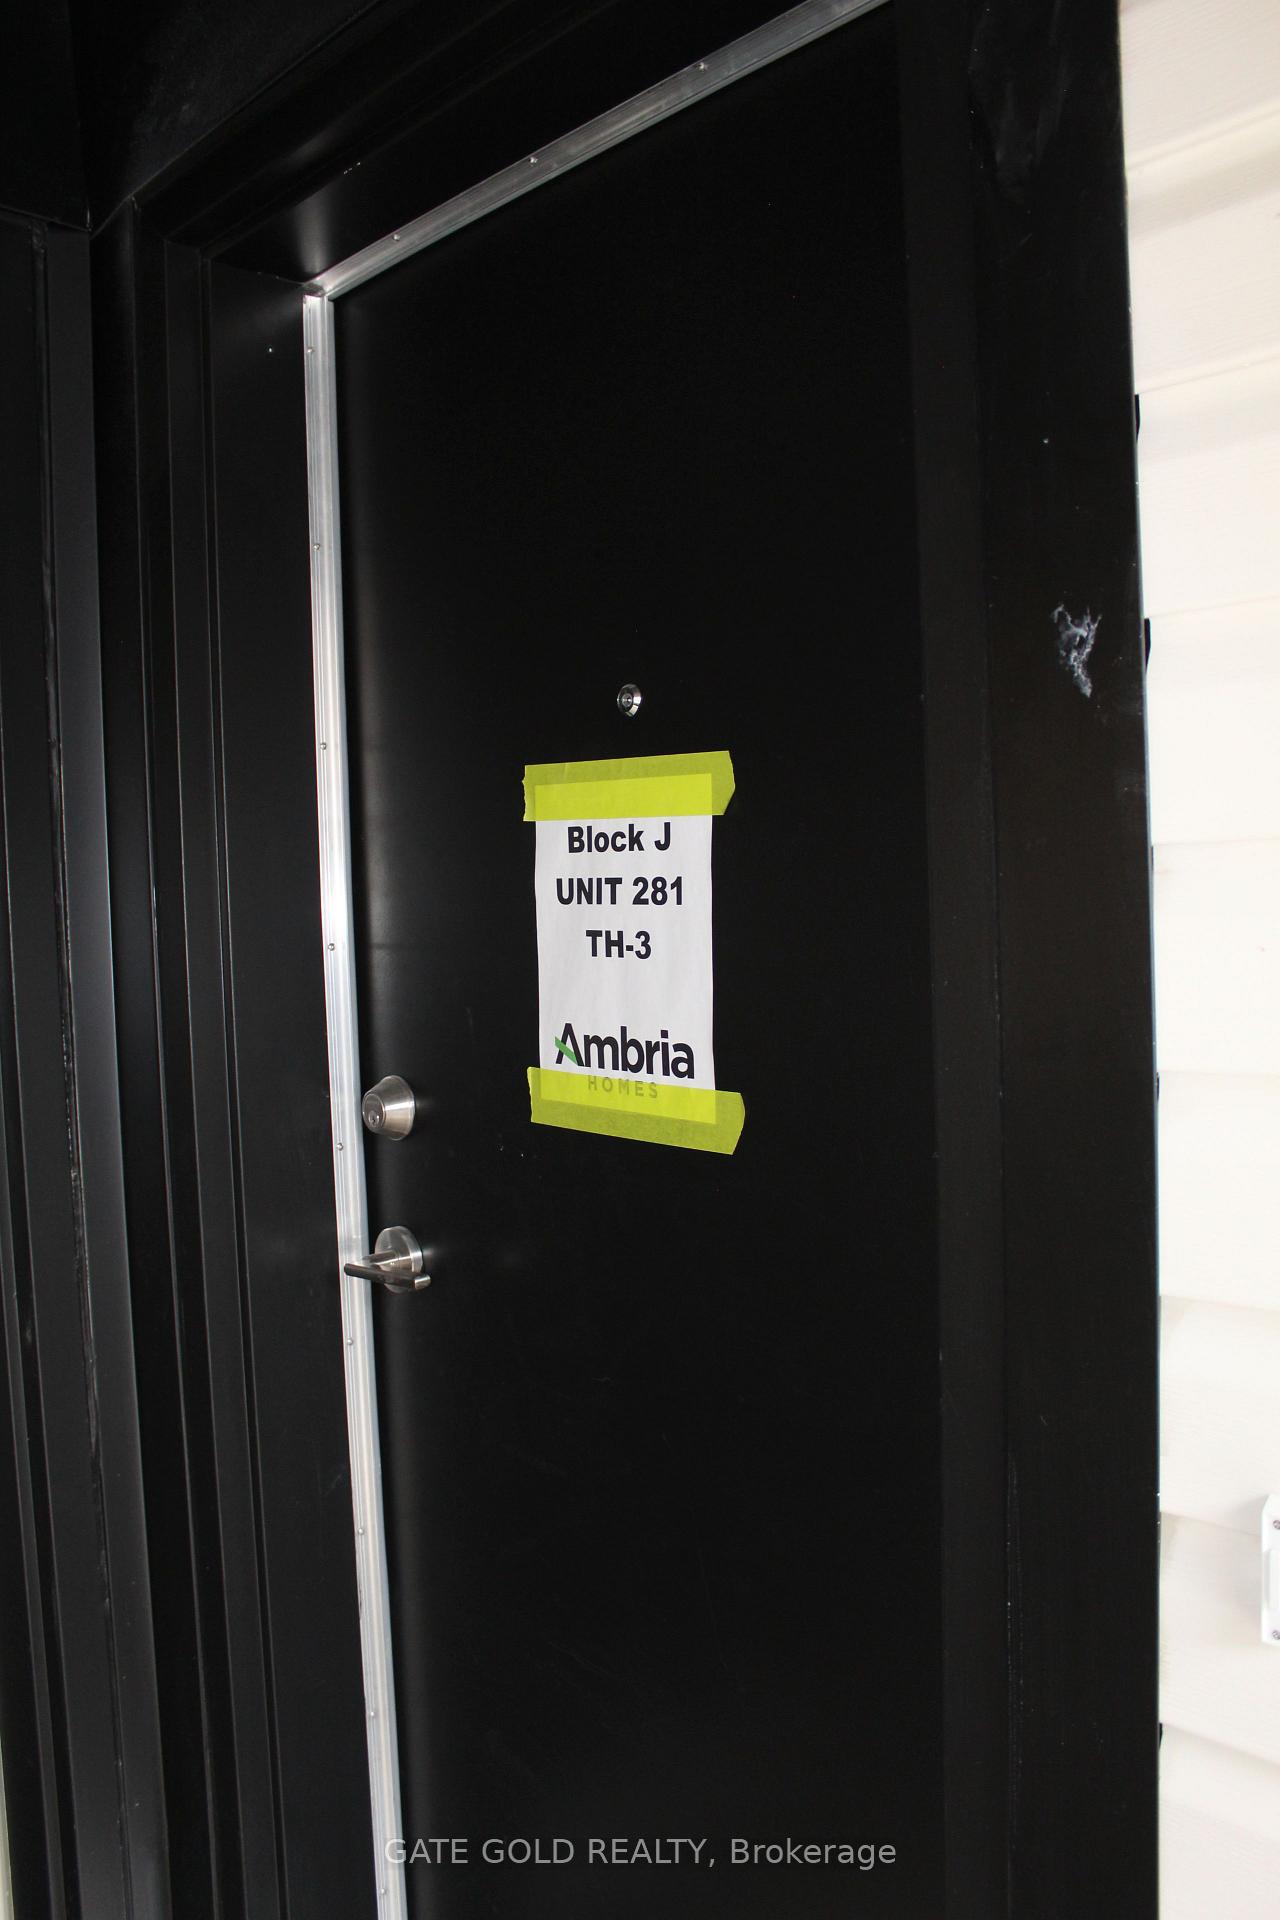 Block J
UNIT 281
TH-3
Ambria
HOMES
GATE GOLD REALTY, Brokerage